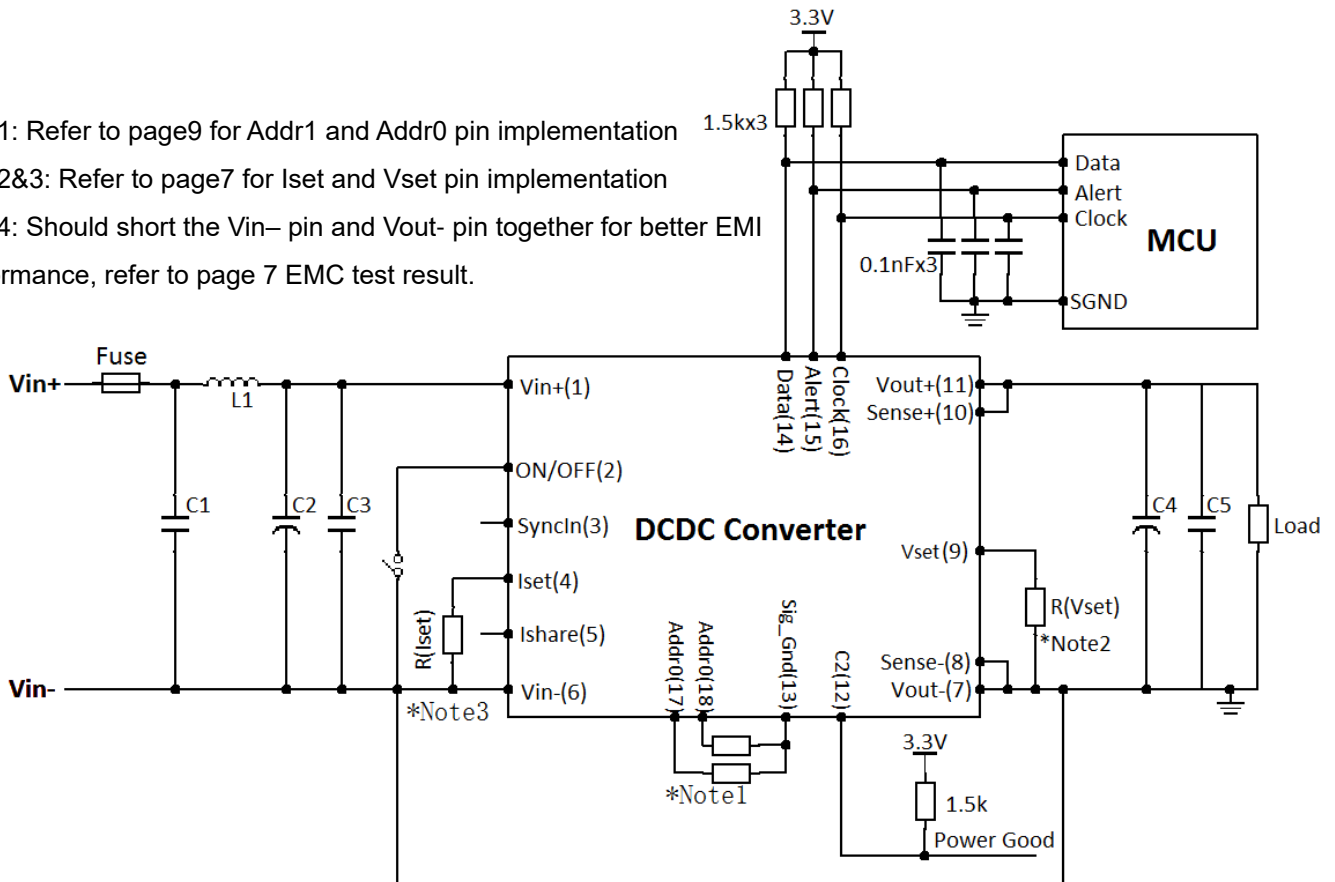 3.3V
1: Refer to page9 for Addr1 and Addr0 pin implementation
1.5kx3
2&3: Refer to page7 for Iset and Vset pin implementation
4: Should short the Vin– pin and Vout- pin together for better EMI
rmance, refer to page 7 EMC test result.
Data
Alert
Clock
MCU
0.1nFx3
SGND
Fuse
Vin+
L1
Vin+(1)
Data(14)
Alert(15)
Clock(16)
Vout+(11)
Sense+(10)
ON/OFF(2)
C1
C2
C3
SyncIn(3)
DCDC Converter
C4
C5
Load
Vset(9)
Iset(4)
R(Iset)
R(Vset)
*Note2
Ishare(5)
Addr0(17)
Addr0(18)
Sig_Gnd(13)
C2(12)
Sense-(8)
Vin-
Vin-(6)
Vout-(7)
*Note3
3.3V
*Note1
1.5k
Power Good